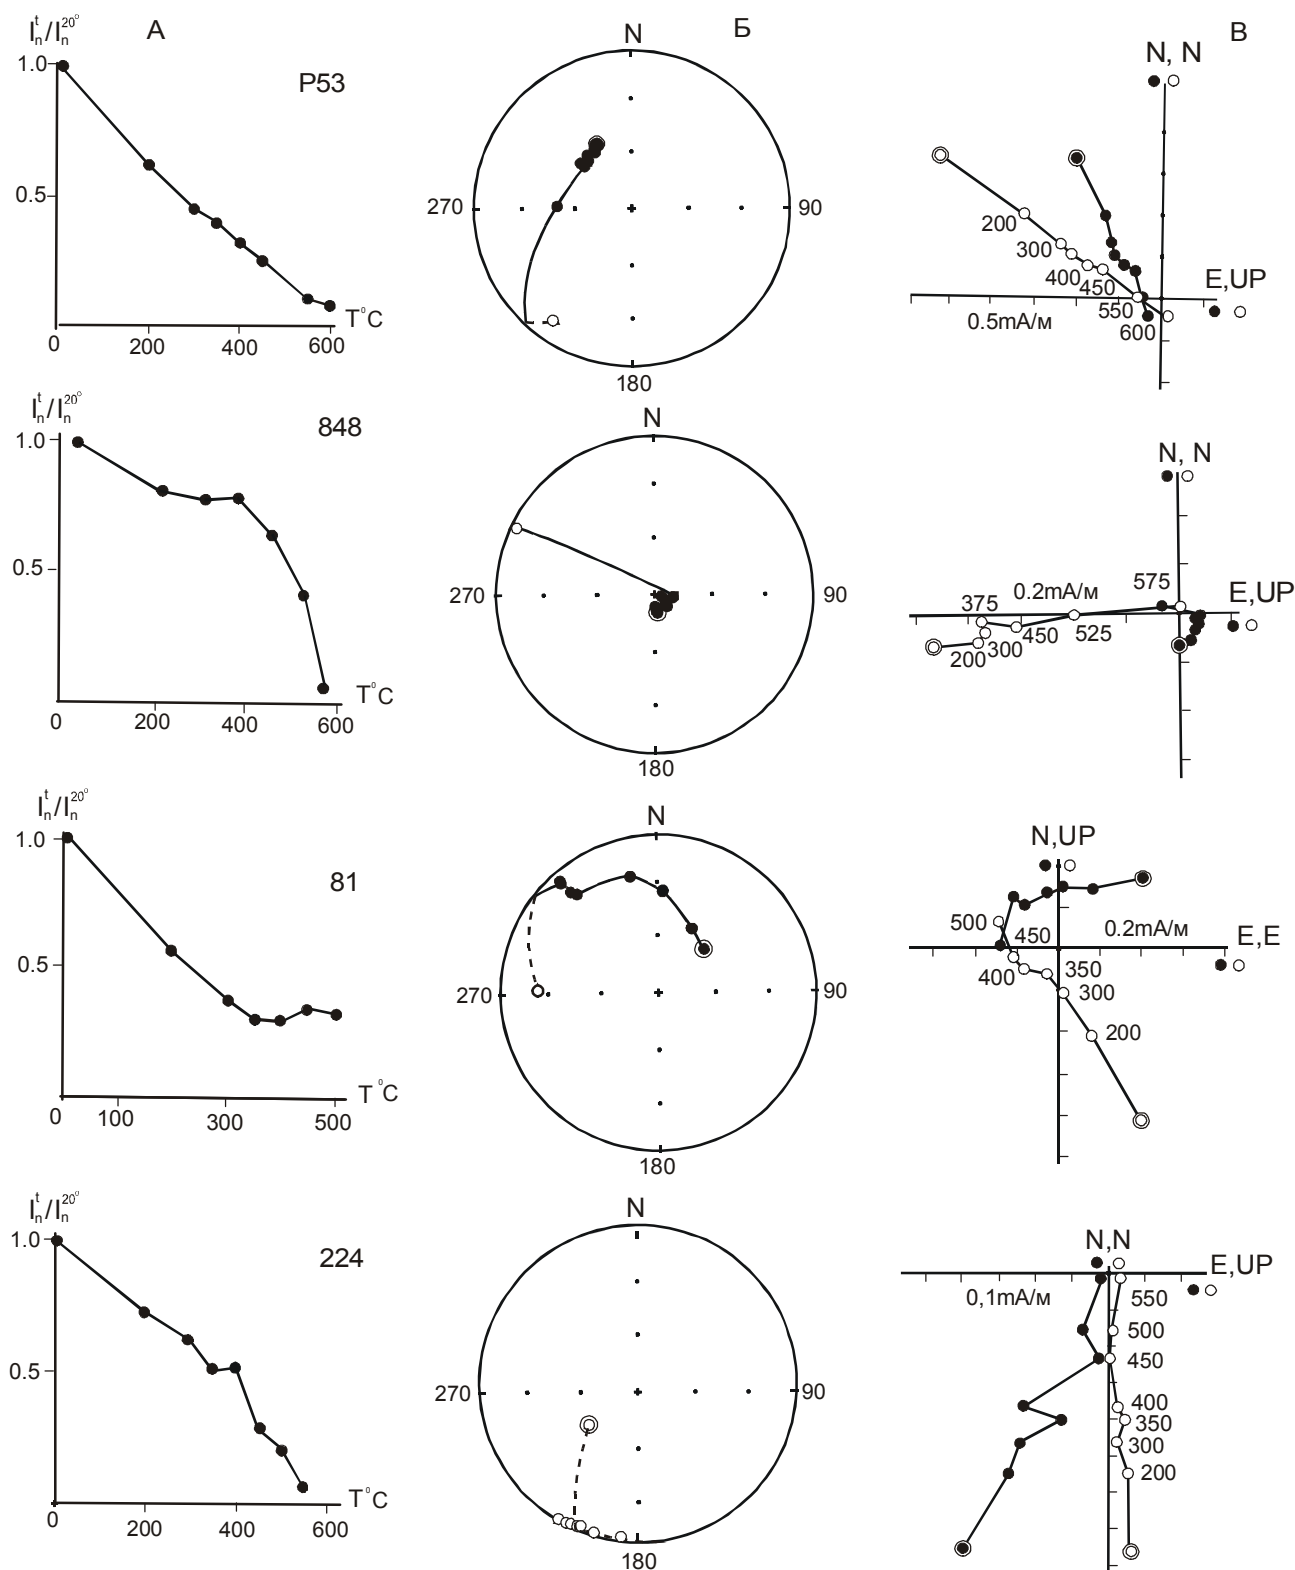 А Б В
I_n^t/I_n^20°
1.0
0.5
P53
0 200 400 600
T°C
N
270 90
180
N, N
E,UP
200
300
400
450
550
600
0.5mA/м
I_n^t/I_n^20°
1.0
0.5
848
0 200 400 600
T°C
N
270 90
180
N, N
E,UP
575
0.2mA/м
375
450
525
200
300
I_n^t/I_n^20°
1.0
0.5
81
0 100 300 500
T°C
N
270 90
180
N,UP
E,E
500
450
0.2mA/м
400
350
300
200
I_n^t/I_n^20°
1.0
0.5
224
0 200 400 600
T°C
N
270 90
180
N,N
E,UP
0,1mA/м
550
500
450
400
350
300
200